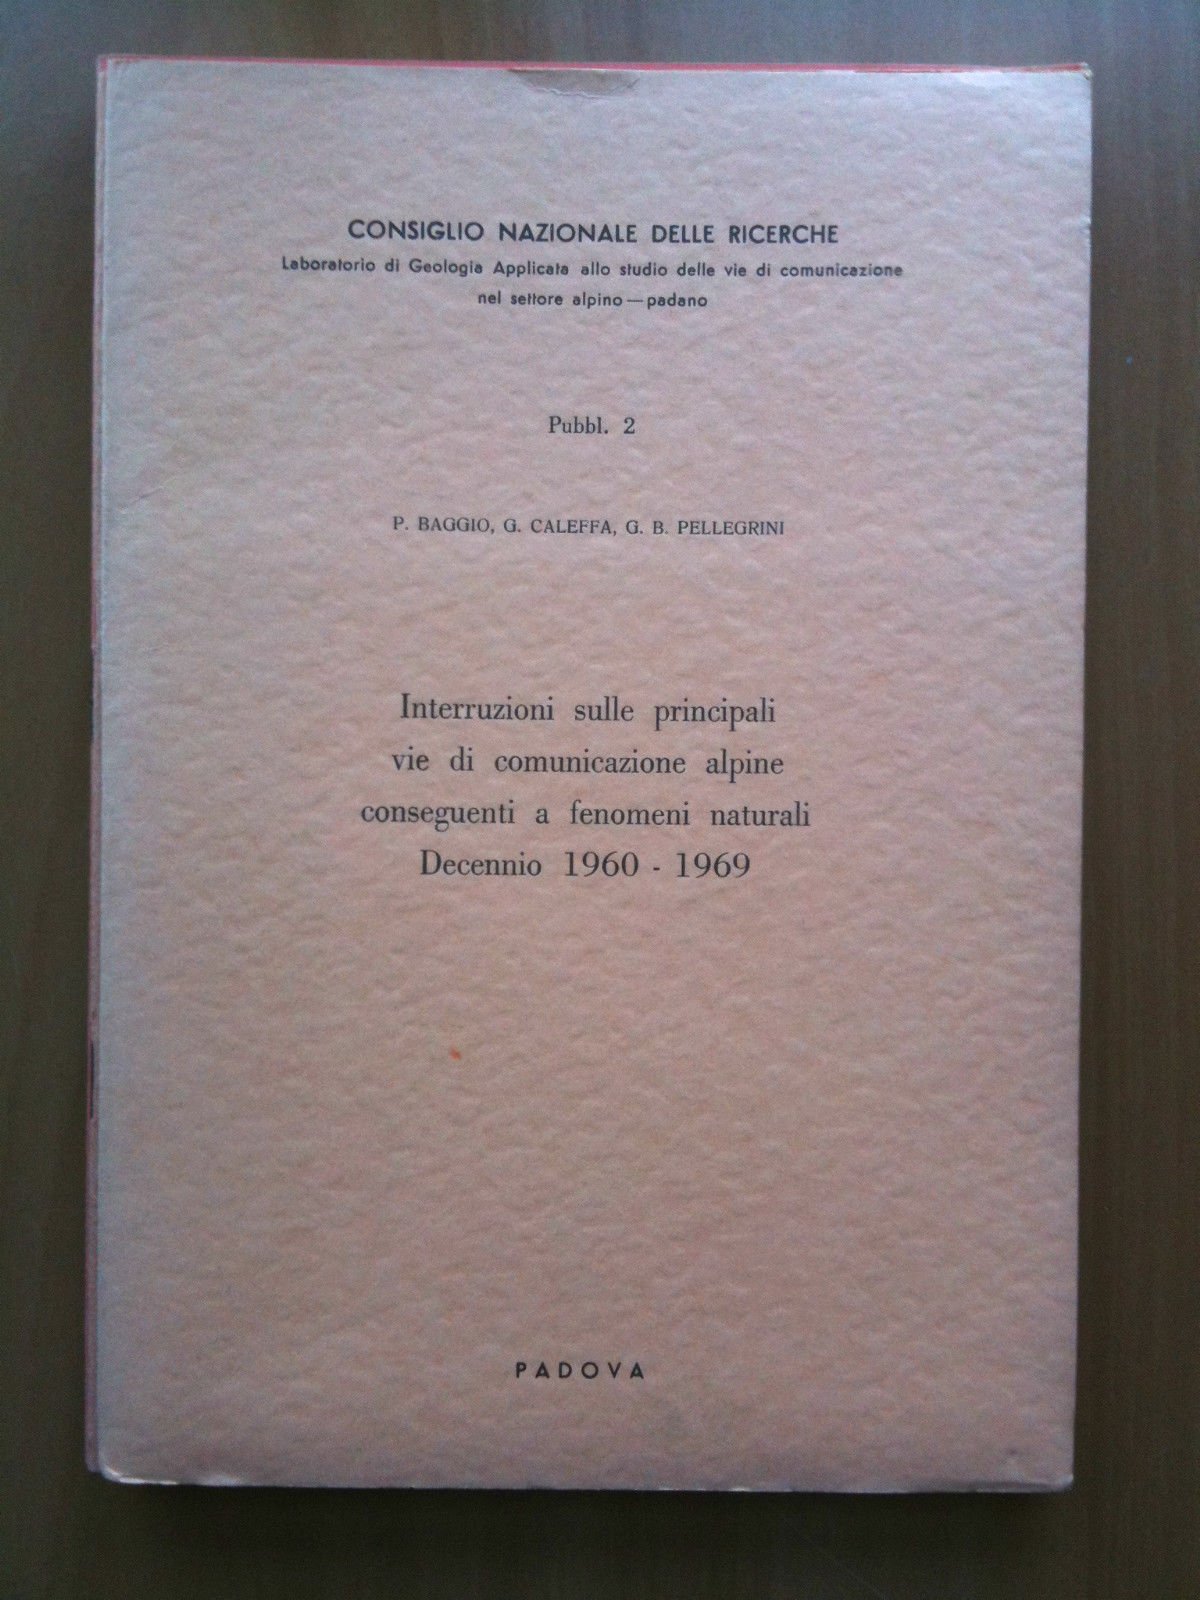 CONSIGLIO NAZIONALE DELLE RICERCHE
Laboratorio di Geologia Applicata allo studio delle vie di comunicazione
nel settore alpino — padano
Pubbl. 2
P. BAGGIO, G. CALEFFA, G. B. PELLEGRINI
Interruzioni sulle principali
vie di comunicazione alpine
conseguenti a fenomeni naturali
Decennio 1960 - 1969
PADOVA